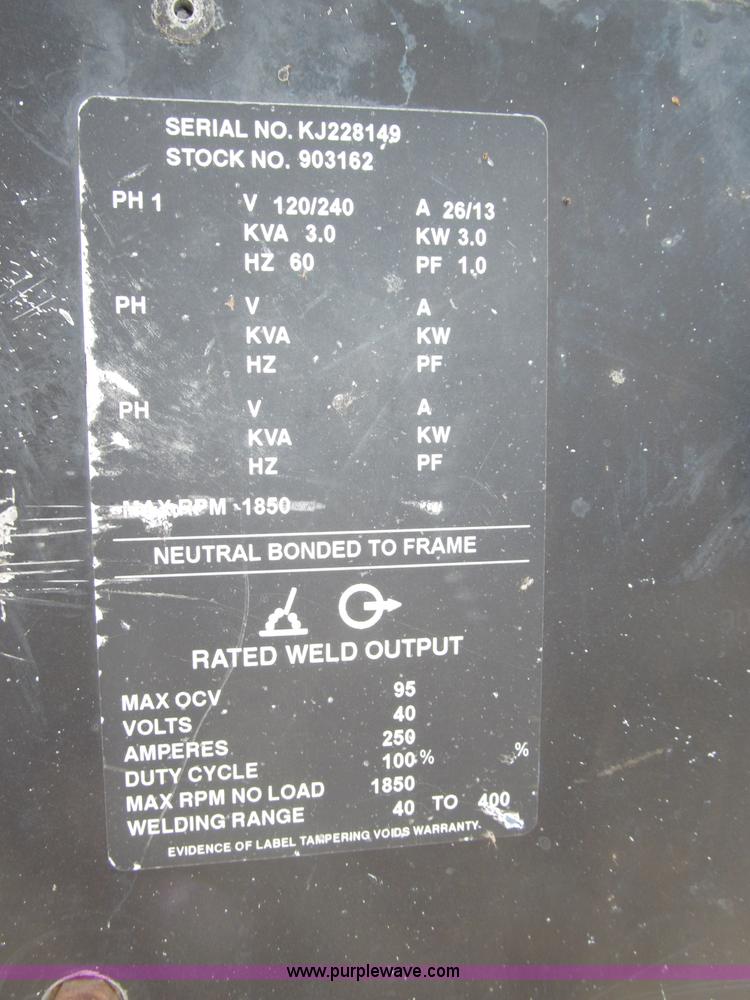 SERIAL NO. KJ228149
STOCK NO. 903162
PH 1 V 120/240 A 26/13
KVA 3.0 KW 3.0
HZ 60 PF 1.0
PH V A
KVA KW
HZ PF
PH V A
KVA KW
HZ PF
MAX RPM 1850
NEUTRAL BONDED TO FRAME
RATED WELD OUTPUT
MAX OCV 95
VOLTS 40
AMPERES 250
DUTY CYCLE 100 % %
MAX RPM NO LOAD 1850
WELDING RANGE 40 TO 400
EVIDENCE OF LABEL TAMPERING VOIDS WARRANTY.
www.purplewave.com